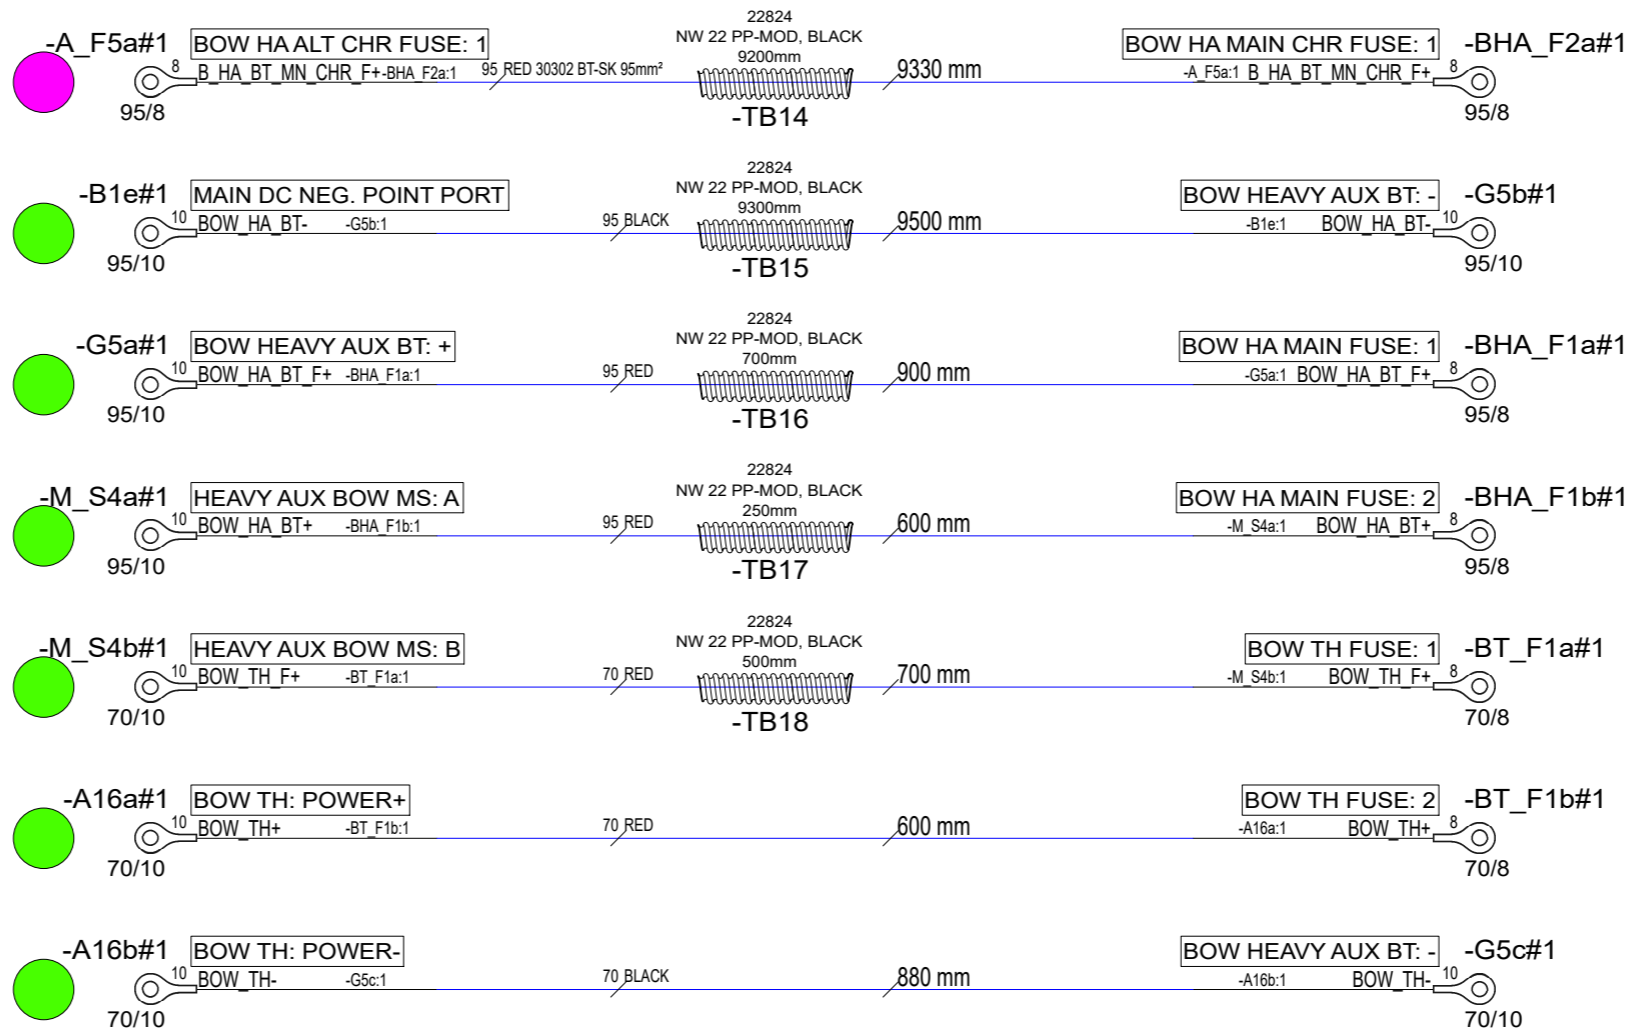 22824
NW 22 PP-MOD, BLACK
9200mm
-A_F5a#1 BOW HA ALT CHR FUSE: 1 BOW HA MAIN CHR FUSE: 1 -BHA_F2a#1
8 B_HA_BT_MN_CHR_F+ -BHA_F2a:1 95 RED 30302 BT-SK 95mm² 9330 mm -A_F5a:1 B_HA_BT_MN_CHR_F+ 8
95/8 -TB14 95/8
22824
NW 22 PP-MOD, BLACK
9300mm
-B1e#1 MAIN DC NEG. POINT PORT BOW HEAVY AUX BT: - -G5b#1
10 BOW_HA_BT- -G5b:1 95 BLACK 9500 mm -B1e:1 BOW_HA_BT- 10
95/10 -TB15 95/10
22824
NW 22 PP-MOD, BLACK
700mm
-G5a#1 BOW HEAVY AUX BT: + BOW HA MAIN FUSE: 1 -BHA_F1a#1
10 BOW_HA_BT_F+ -BHA_F1a:1 95 RED 900 mm -G5a:1 BOW_HA_BT_F+ 8
95/10 -TB16 95/8
22824
NW 22 PP-MOD, BLACK
250mm
-M_S4a#1 HEAVY AUX BOW MS: A BOW HA MAIN FUSE: 2 -BHA_F1b#1
10 BOW_HA_BT+ -BHA_F1b:1 95 RED 600 mm -M_S4a:1 BOW_HA_BT+ 8
95/10 -TB17 95/8
22824
NW 22 PP-MOD, BLACK
500mm
-M_S4b#1 HEAVY AUX BOW MS: B BOW TH FUSE: 1 -BT_F1a#1
10 BOW_TH_F+ -BT_F1a:1 70 RED 700 mm -M_S4b:1 BOW_TH_F+ 8
70/10 -TB18 70/8
-A16a#1 BOW TH: POWER+ BOW TH FUSE: 2 -BT_F1b#1
10 BOW_TH+ -BT_F1b:1 70 RED 600 mm -A16a:1 BOW_TH+ 8
70/10 70/8
-A16b#1 BOW TH: POWER- BOW HEAVY AUX BT: - -G5c#1
10 BOW_TH- -G5c:1 70 BLACK 880 mm -A16b:1 BOW_TH- 10
70/10 70/10